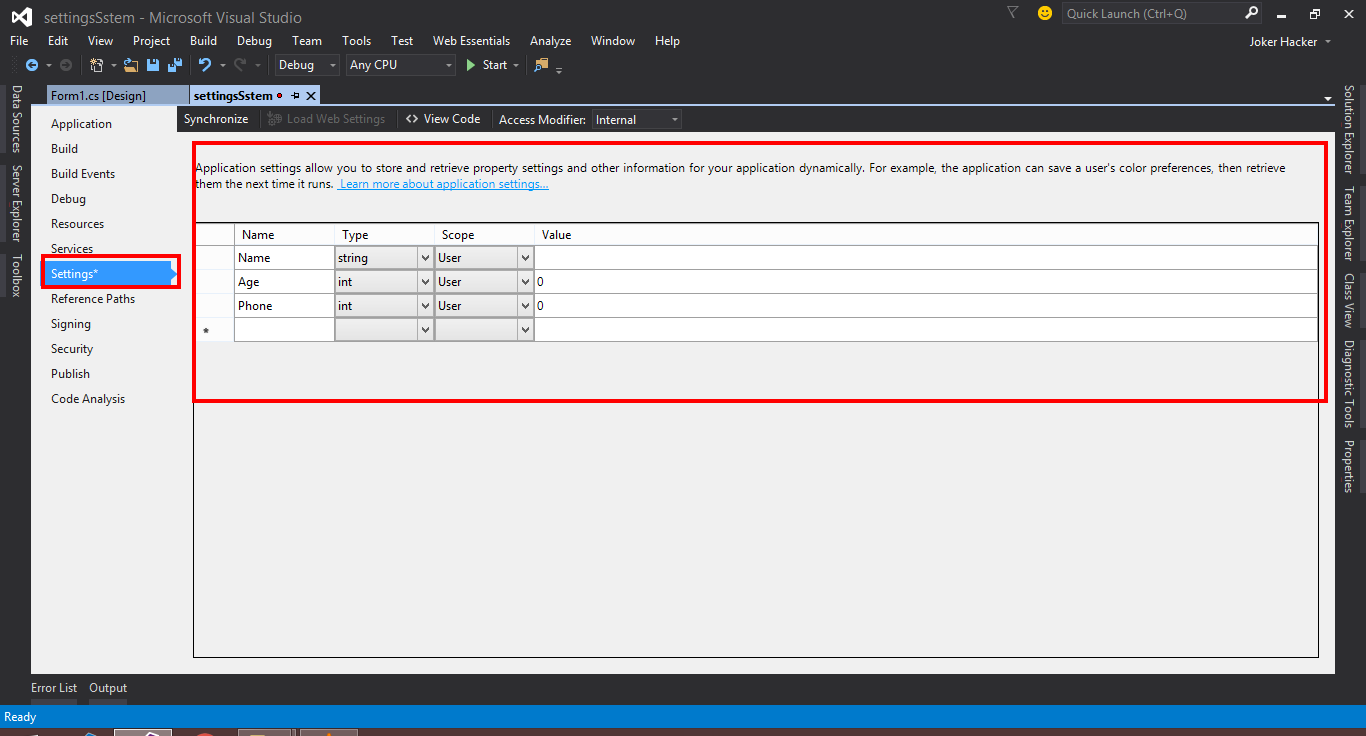 settingsSstem - Microsoft Visual Studio
Quick Launch (Ctrl+Q)
File Edit View Project Build Debug Team Tools Test Web Essentials Analyze Window Help
Joker Hacker
Debug Any CPU Start
Form1.cs [Design] settingsSstem
Synchronize Load Web Settings View Code Access Modifier: Internal
Data Sources
Server Explorer
Toolbox
Application
Build
Build Events
Debug
Resources
Services
Settings*
Reference Paths
Signing
Security
Publish
Code Analysis
Application settings allow you to store and retrieve property settings and other information for your application dynamically. For example, the application can save a user's color preferences, then retrieve
them the next time it runs. Learn more about application settings...
Name Type Scope Value
Name string User
Age int User 0
Phone int User 0
*
Solution Explorer
Team Explorer
Class View
Diagnostic Tools
Properties
Error List Output
Ready